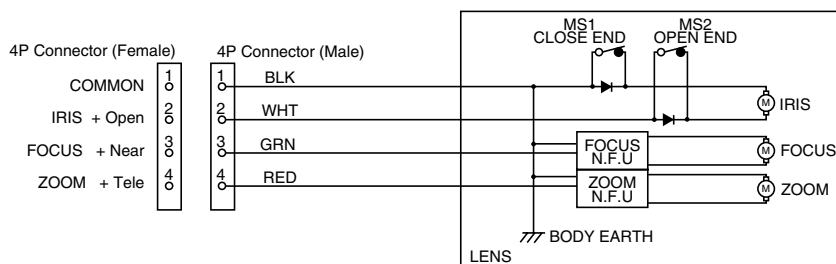 4P Connector (Female)
4P Connector (Male)
COMMON 1
IRIS + Open 2
FOCUS + Near 3
ZOOM + Tele 4
1 BLK
2 WHT
3 GRN
4 RED
MS1
CLOSE END
MS2
OPEN END
M IRIS
FOCUS
N.F.U
M FOCUS
ZOOM
N.F.U
M ZOOM
BODY EARTH
LENS